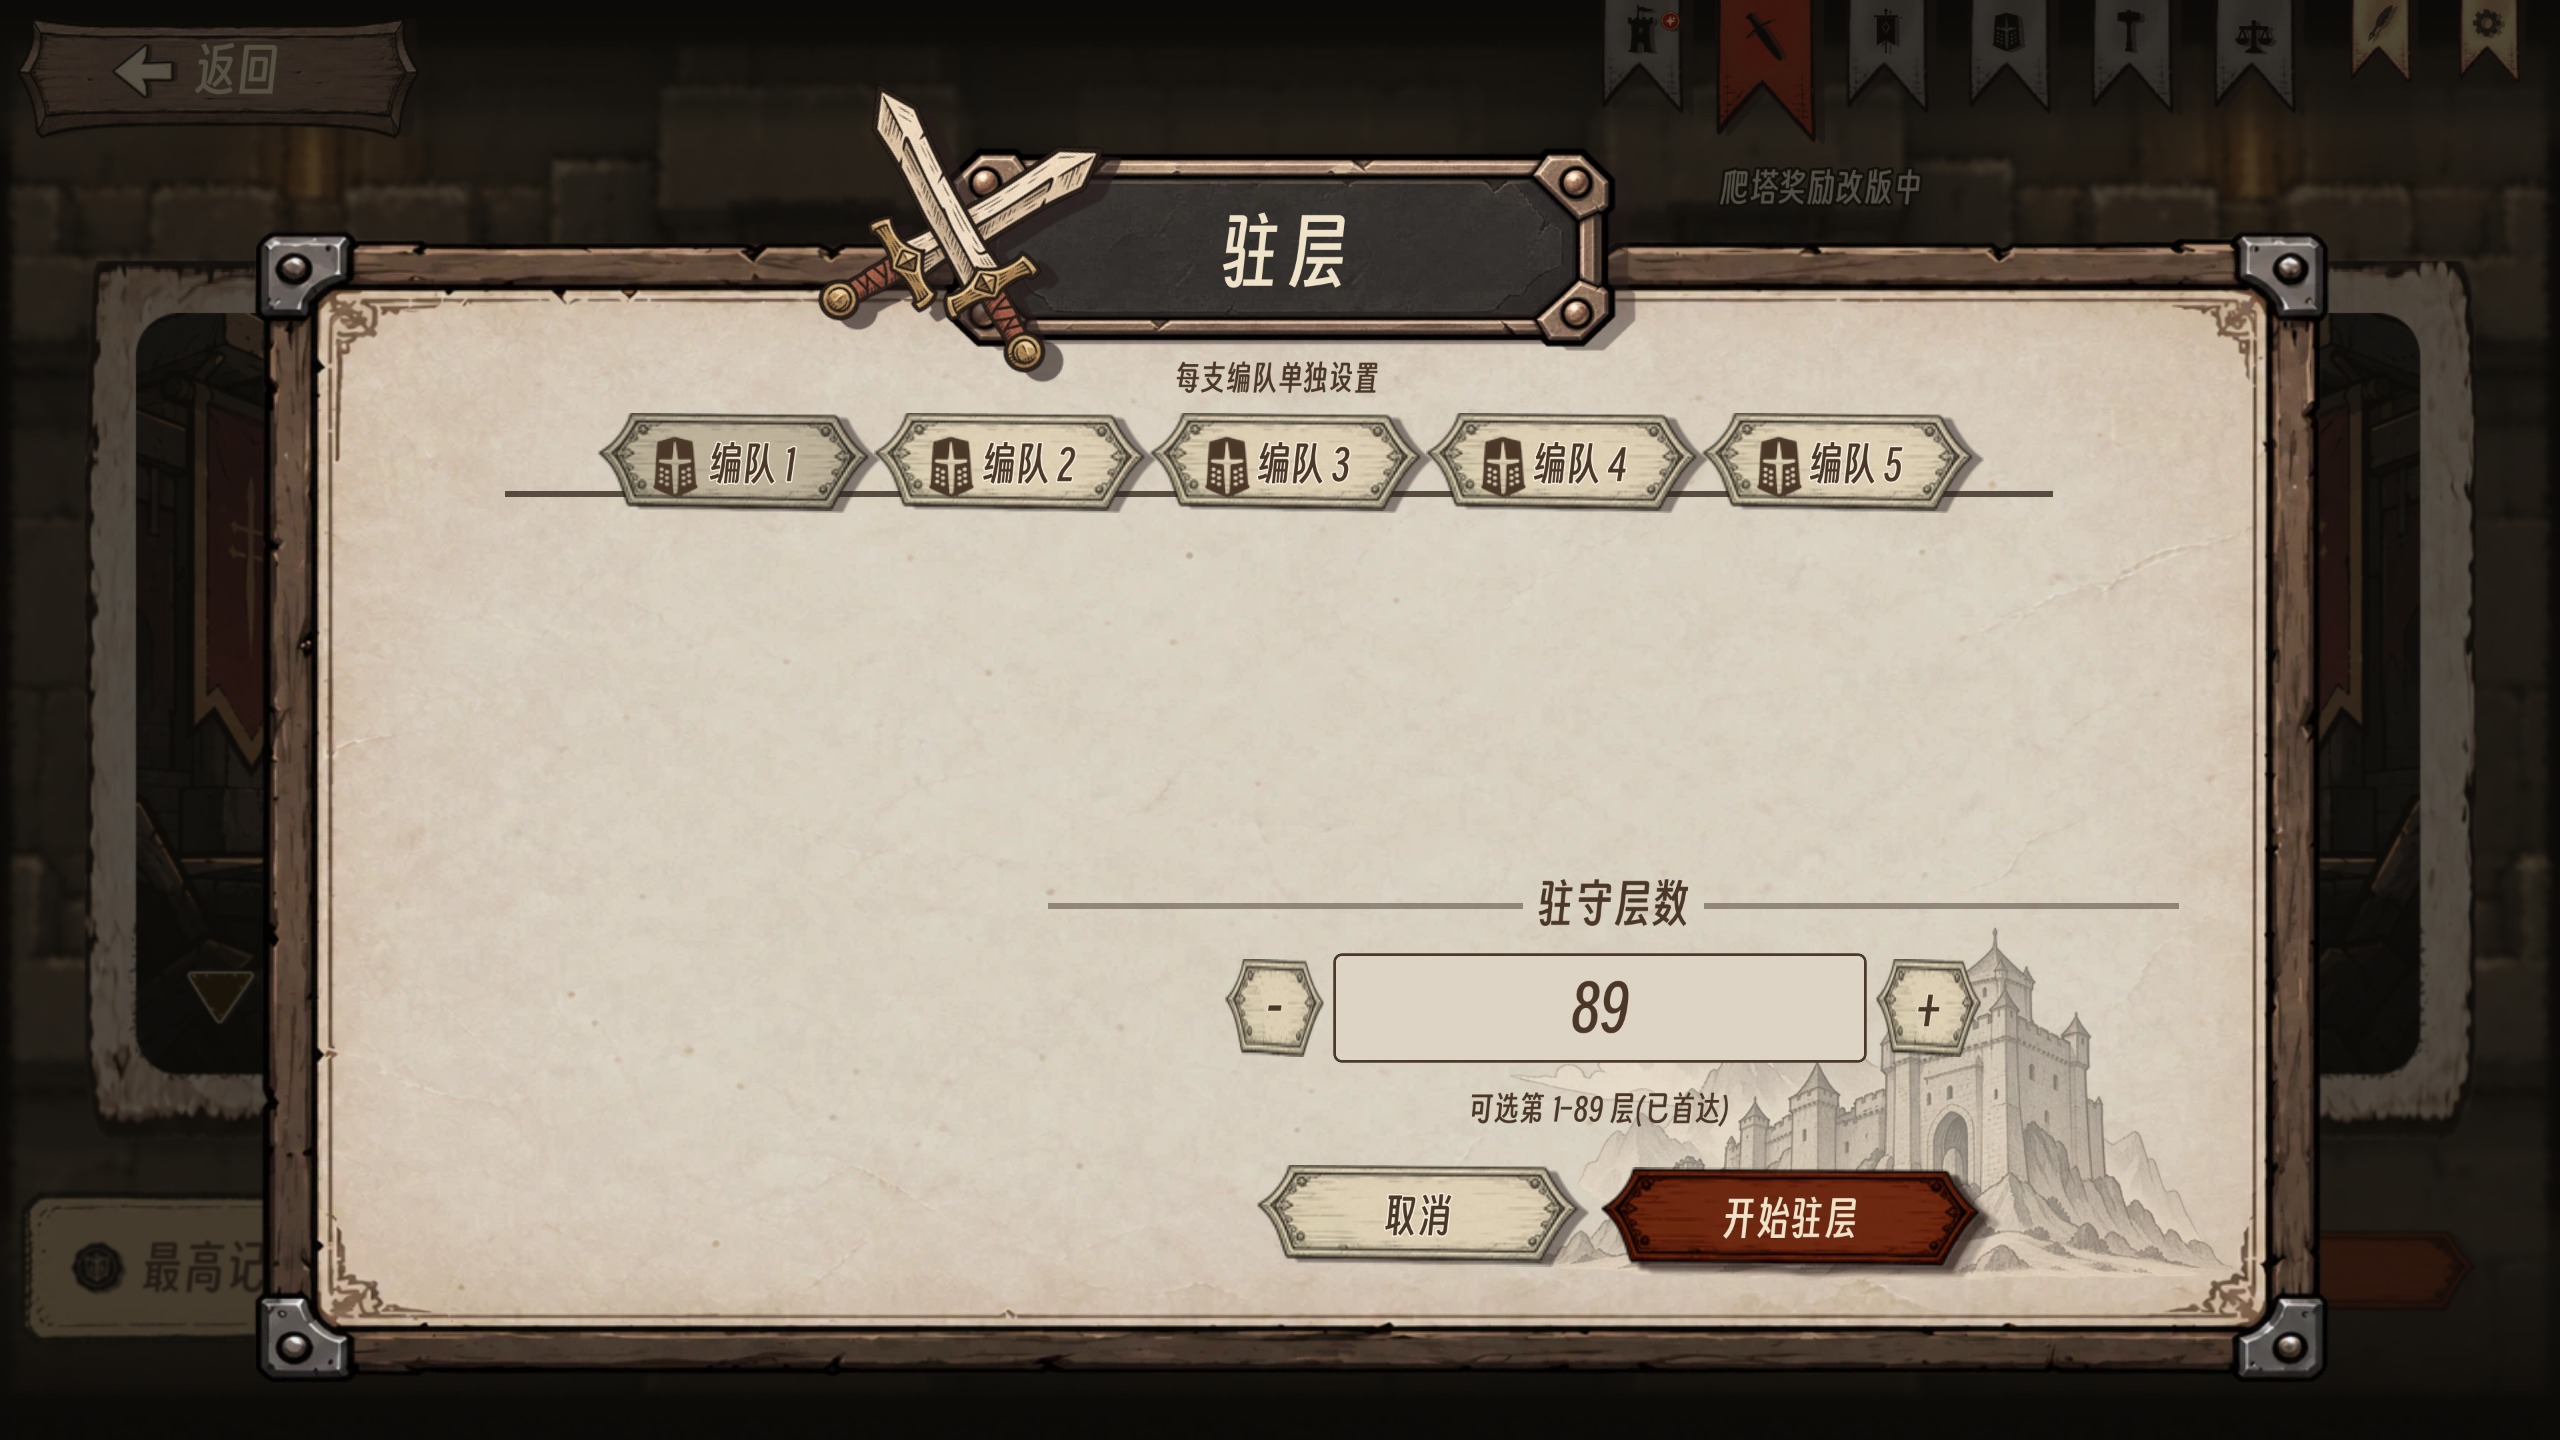 返回
爬塔奖励改版中
驻层
每支编队单独设置
编队 1
编队 2
编队 3
编队 4
编队 5
驻守层数
-
89
+
可选第 1-89 层(已首达)
取消
开始驻层
最高记